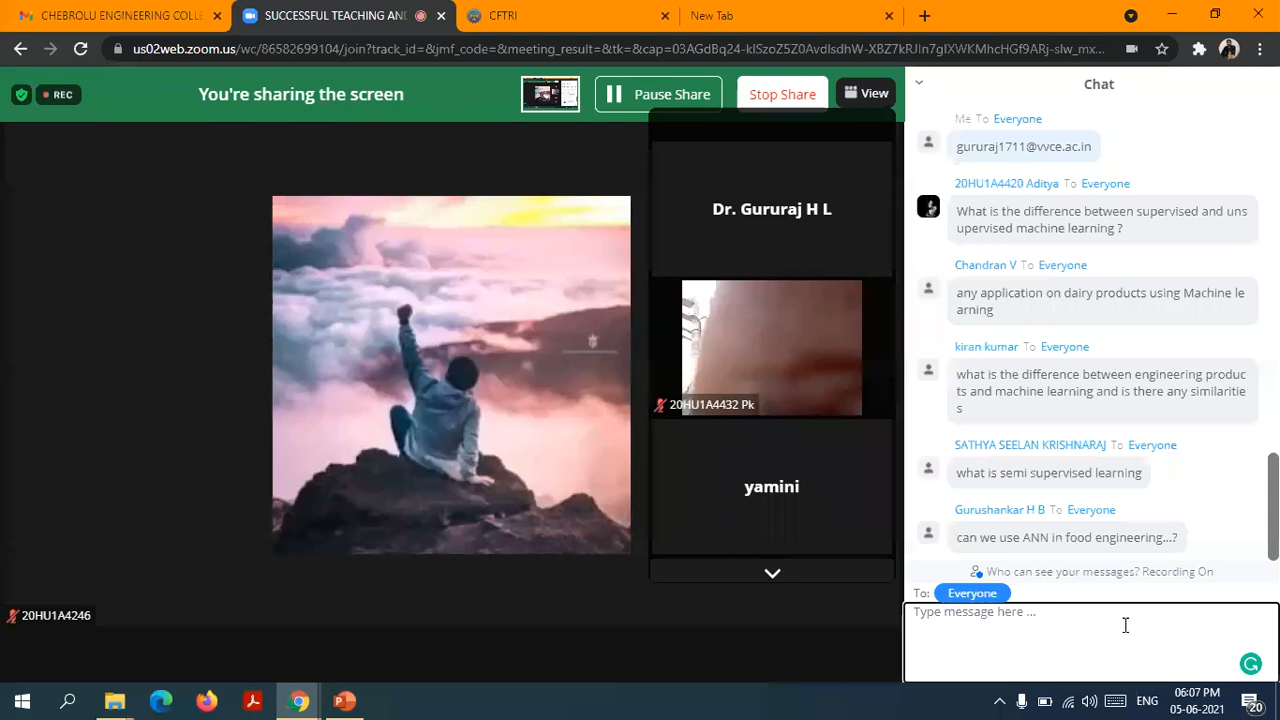 CHEBROLU ENGINEERING COLLE
SUCCESSFUL TEACHING AND
CFTRI
New Tab
us02web.zoom.us/wc/86582699104/join?track_id=&jmf_code=&meeting_result=&tk=&cap=
REC
You're sharing the screen
Pause Share
Stop Share
View
Chat
Me To Everyone
gururaj1711@vvce.ac.in
20HU1A4420 Aditya To Everyone
What is the difference between supervised and uns
upervised machine learning ?
Chandran V To Everyone
any application on dairy products using Machine le
arning
kiran kumar To Everyone
what is the difference between engineering produc
ts and machine learning and is there any similaritie
s
SATHYA SEELAN KRISHNARAJ To Everyone
what is semi supervised learning
Gurushankar H B To Everyone
can we use ANN in food engineering...?
Who can see your messages? Recording On
To: Everyone
Type message here ...
Dr. Gururaj H L
20HU1A4432 Pk
yamini
20HU1A4246
ENG
06:07 PM
05-06-2021
20